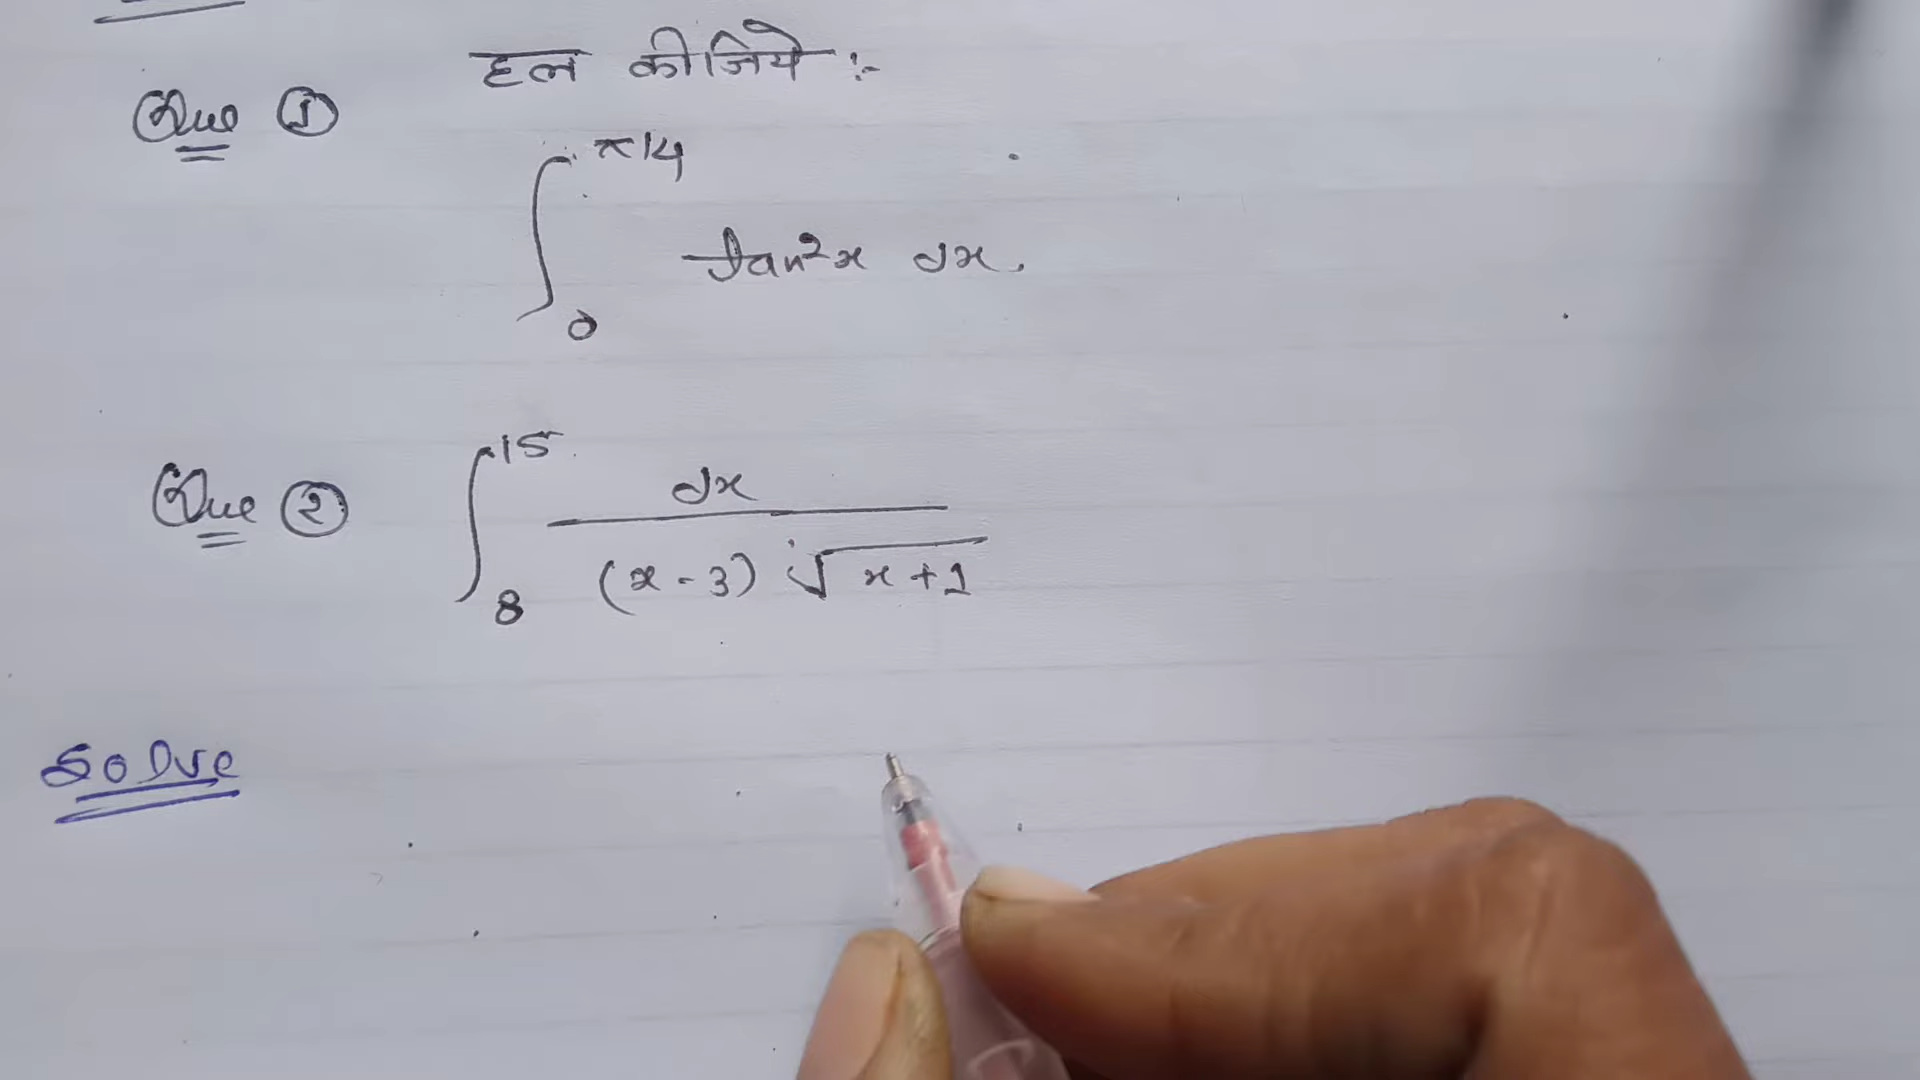 हल कीजिये :-
Que ①
∫₀^π/4 tan²x dx.
Que ② ∫₈^15 dx / (x-3) √x+1
Solve